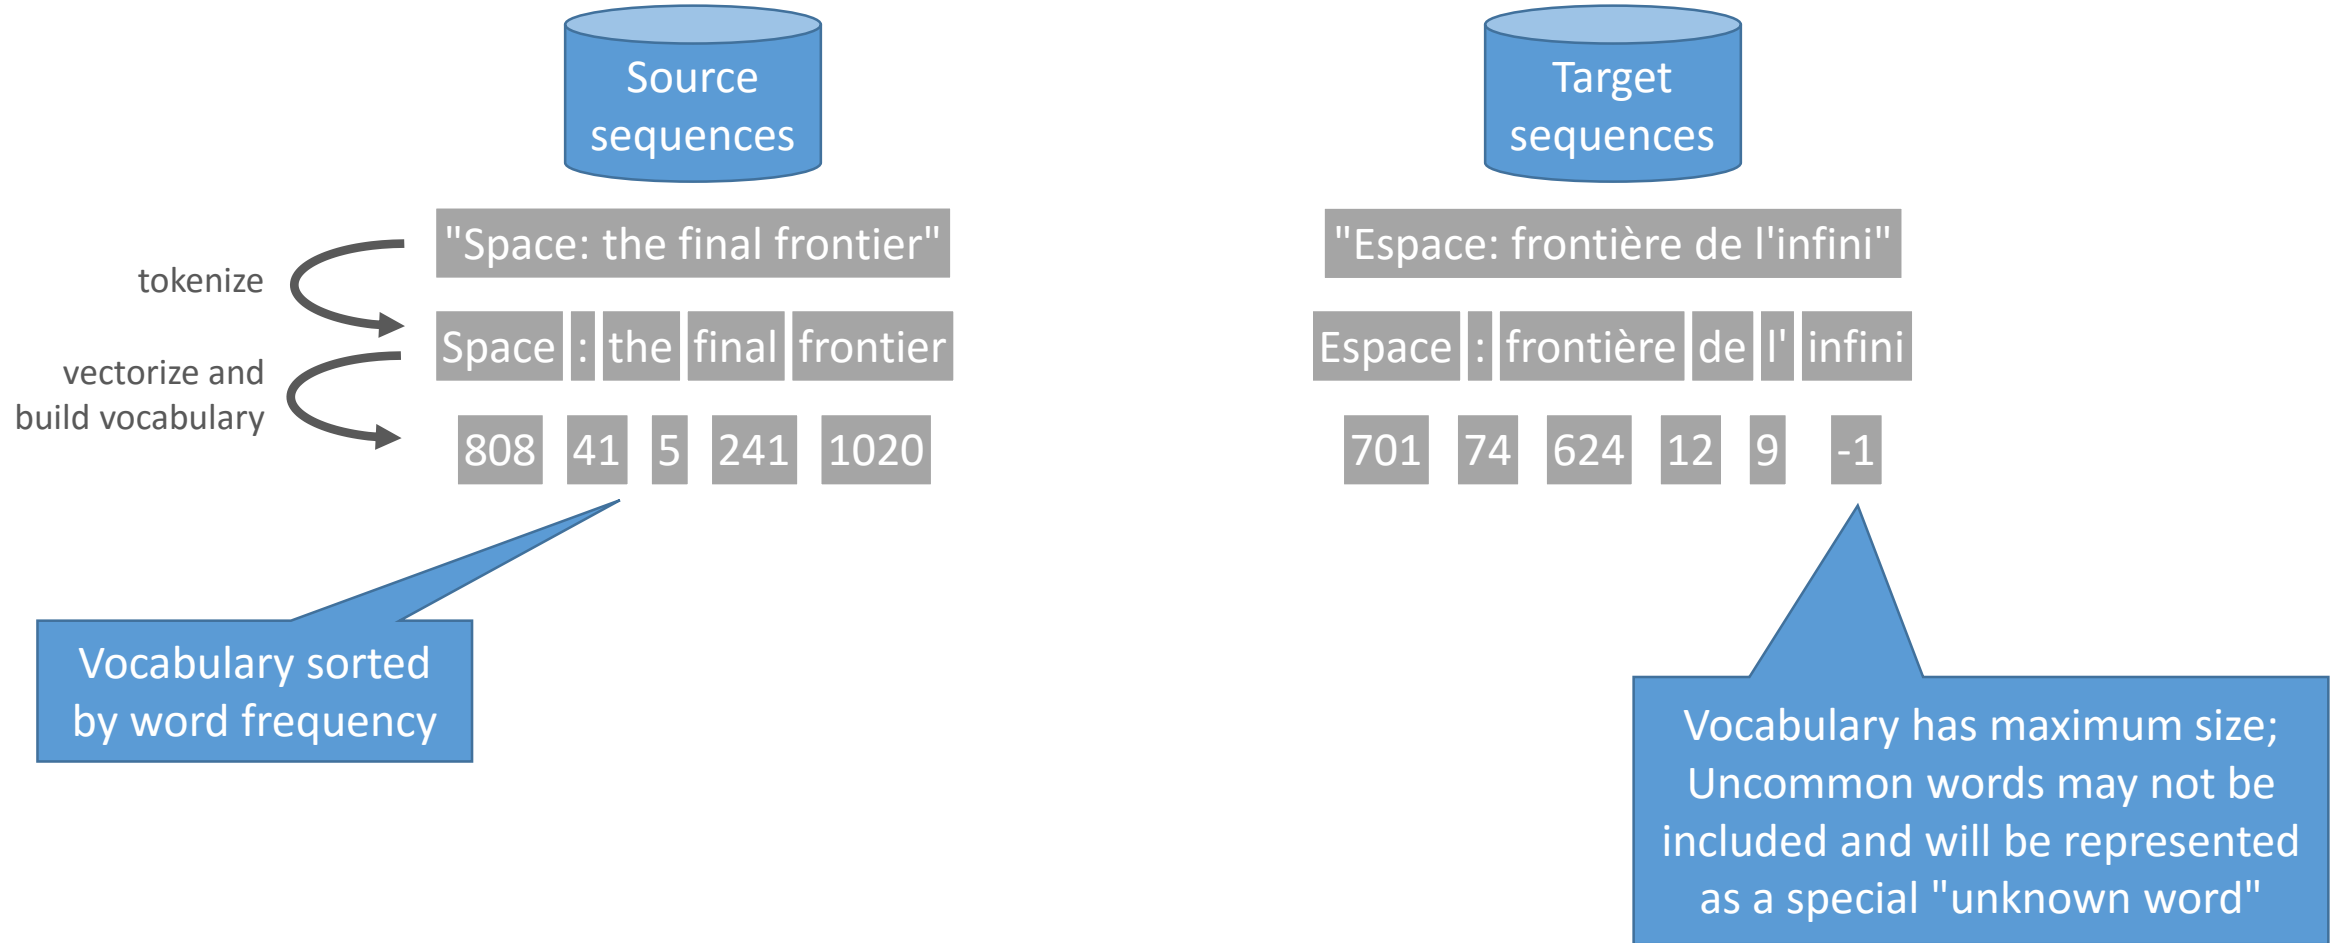 Source
sequences
Target
sequences
"Space: the final frontier"
"Espace: frontière de l'infini"
tokenize
Space : the final frontier
Espace : frontière de l' infini
vectorize and
build vocabulary
808 41 5 241 1020
701 74 624 12 9 -1
Vocabulary sorted
by word frequency
Vocabulary has maximum size;
Uncommon words may not be
included and will be represented
as a special "unknown word"